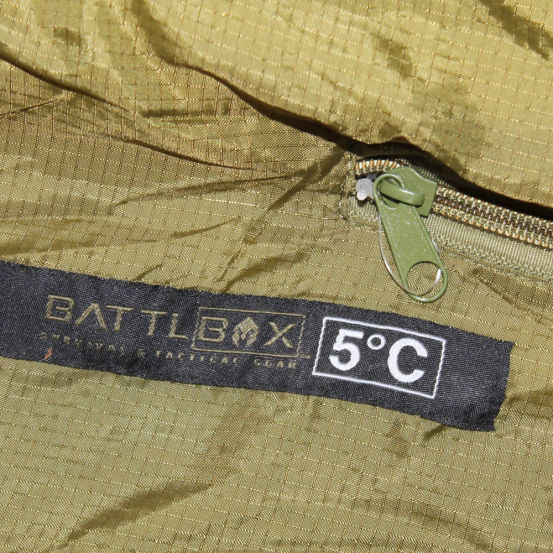 BATTLBOX
SURVIVAL & TACTICAL GEAR
5°C